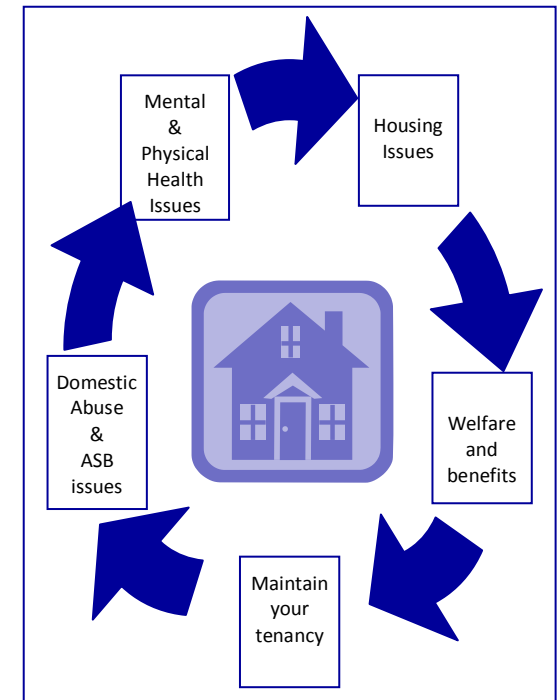 Mental
&
Physical
Health
Issues
Housing
Issues
Welfare
and
benefits
Maintain
your
tenancy
Domestic
Abuse
&
ASB
issues